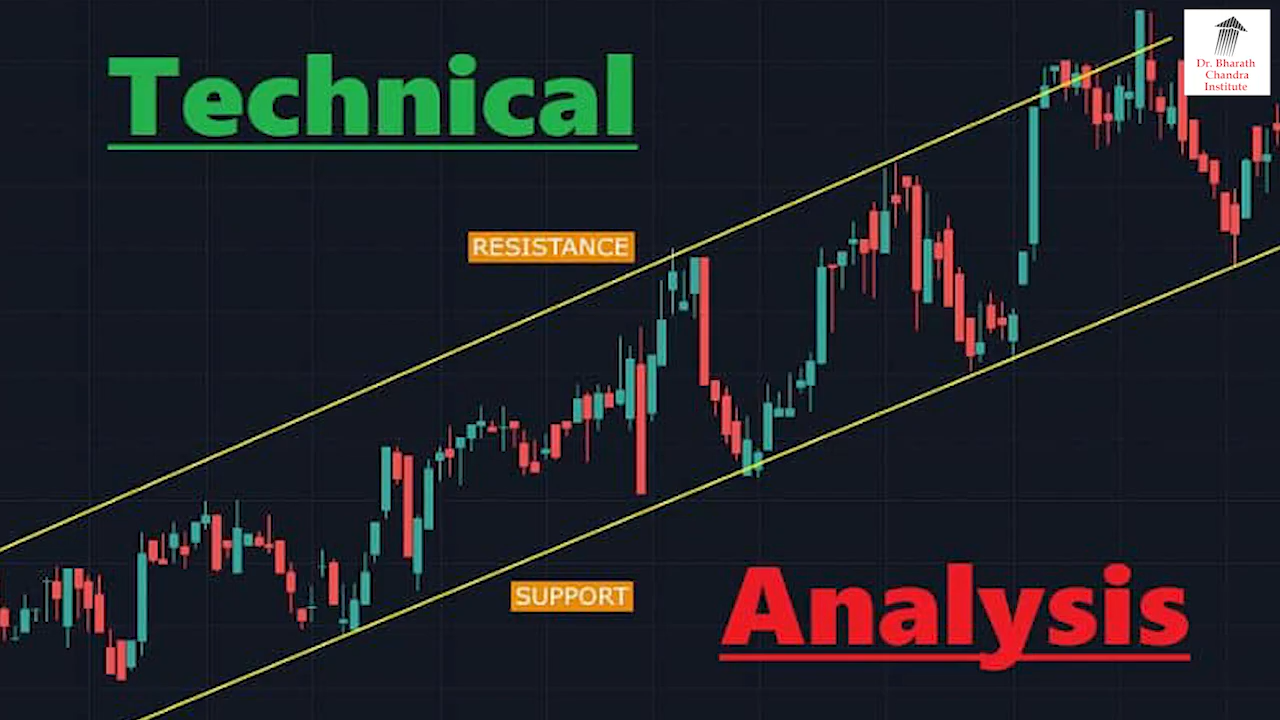 Technical
Dr. Bharath
Chandra
Institute
RESISTANCE
SUPPORT
Analysis